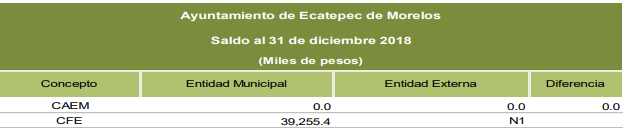 Ayuntamiento de Ecatepec de Morelos
Saldo al 31 de diciembre 2018
(Miles de pesos)
Concepto Entidad Municipal Entidad Externa Diferencia
CAEM 0.0 0.0 0.0
CFE 39,255.4 N1